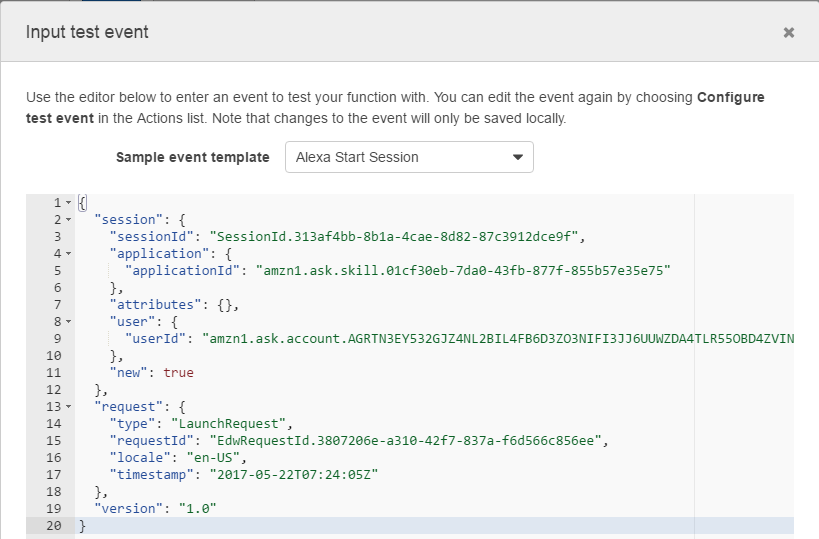 Input test event
Use the editor below to enter an event to test your function with. You can edit the event again by choosing Configure
test event in the Actions list. Note that changes to the event will only be saved locally.
Sample event template Alexa Start Session
1 {
2 "session": {
3 "sessionId": "SessionId.313af4bb-8b1a-4cae-8d82-87c3912dce9f",
4 "application": {
5 "applicationId": "amzn1.ask.skill.01cf30eb-7da0-43fb-877f-855b57e35e75"
6 },
7 "attributes": {},
8 "user": {
9 "userId": "amzn1.ask.account.AGRTN3EY532GJZ4NL2BIL4FB6D3ZO3NIFI3JJ6UUWZDA4TLR55OBD4ZVIN
10 },
11 "new": true
12 },
13 "request": {
14 "type": "LaunchRequest",
15 "requestId": "EdwRequestId.3807206e-a310-42f7-837a-f6d566c856ee",
16 "locale": "en-US",
17 "timestamp": "2017-05-22T07:24:05Z"
18 },
19 "version": "1.0"
20 }